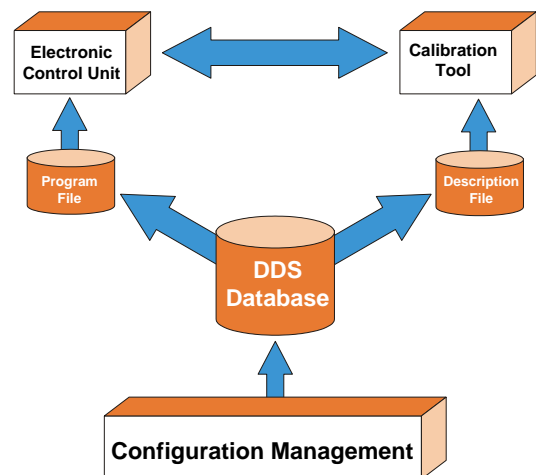 Electronic
Control Unit
Calibration
Tool
Program
File
Description
File
DDS
Database
Configuration Management